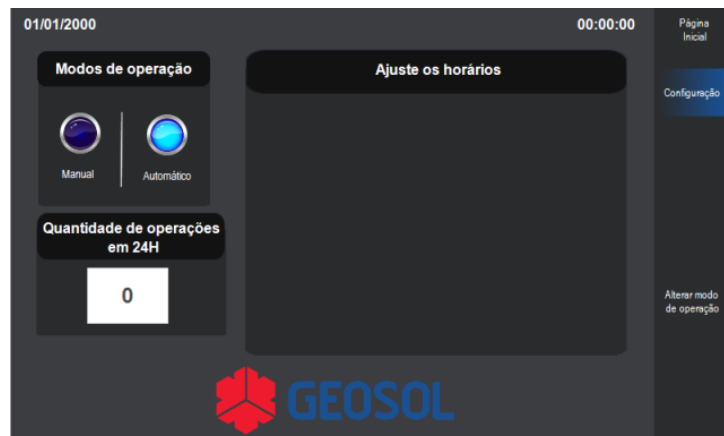 01/01/2000
00:00:00
Página
Inicial
Modos de operação
Ajuste os horários
Configuração
Manual
Automático
Quantidade de operações
em 24H
0
Alterar modo
de operação
GEOSOL